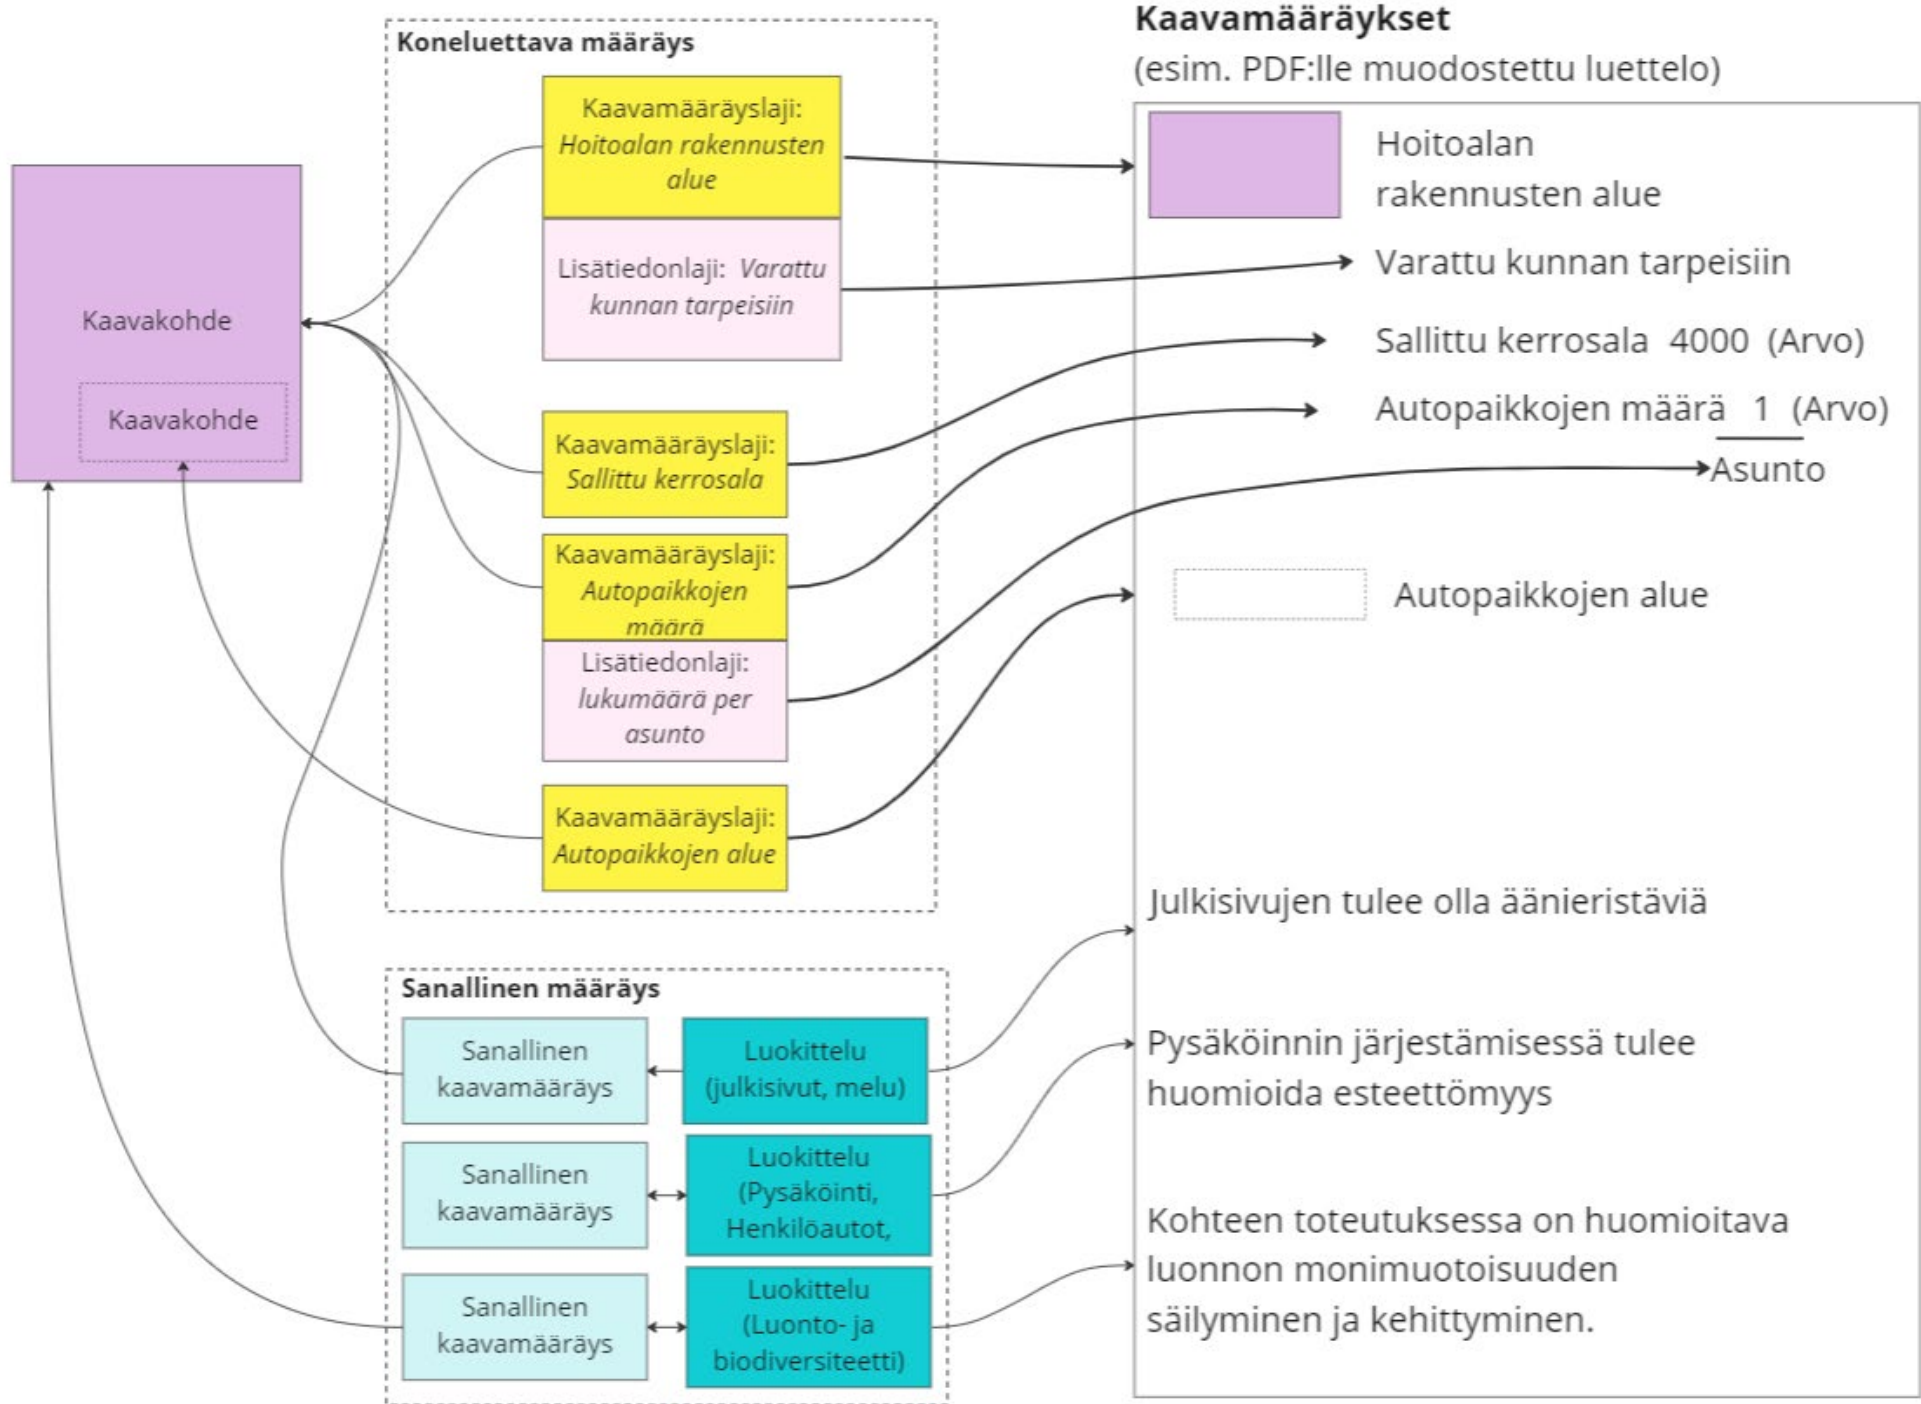 Kaavakohde
Kaavakohde
Koneluettava määräys
Kaavamääräyslaji:
Hoitoalan rakennusten
alue
Lisätiedonlaji: Varattu
kunnan tarpeisiin
Kaavamääräyslaji:
Sallittu kerrosala
Kaavamääräyslaji:
Autopaikkojen
määrä
Lisätiedonlaji:
lukumäärä per
asunto
Kaavamääräyslaji:
Autopaikkojen alue
Sanallinen määräys
Sanallinen
kaavamääräys
Luokittelu
(julkisivut, melu)
Sanallinen
kaavamääräys
Luokittelu
(Pysäköinti,
Henkilöautot,
Sanallinen
kaavamääräys
Luokittelu
(Luonto- ja
biodiversiteetti)
Kaavamääräykset
(esim. PDF:lle muodostettu luettelo)
Hoitoalan
rakennusten alue
Varattu kunnan tarpeisiin
Sallittu kerrosala 4000 (Arvo)
Autopaikkojen määrä 1 (Arvo)
Asunto
Autopaikkojen alue
Julkisivujen tulee olla äänieristäviä
Pysäköinnin järjestämisessä tulee
huomioida esteettömyys
Kohteen toteutuksessa on huomioitava
luonnon monimuotoisuuden
säilyminen ja kehittyminen.